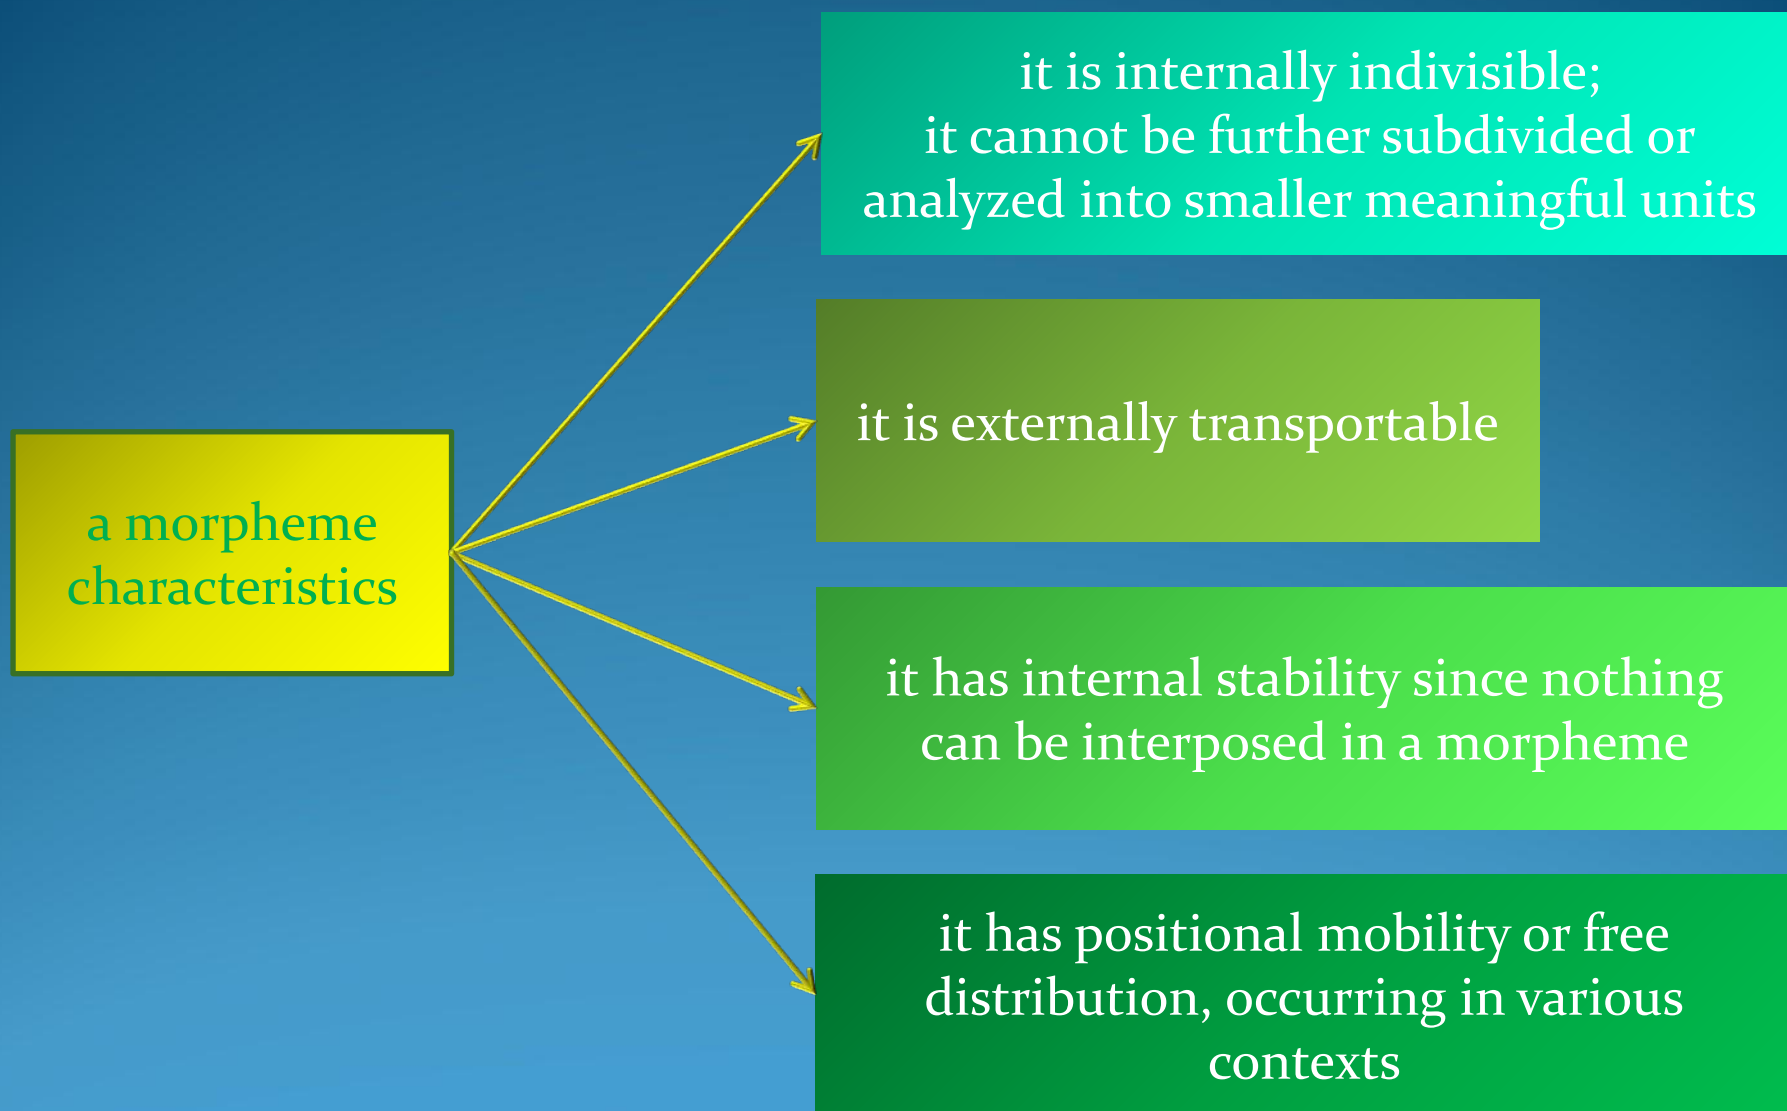 a morpheme
characteristics
it is internally indivisible;
it cannot be further subdivided or
analyzed into smaller meaningful units
it is externally transportable
it has internal stability since nothing
can be interposed in a morpheme
it has positional mobility or free
distribution, occurring in various
contexts